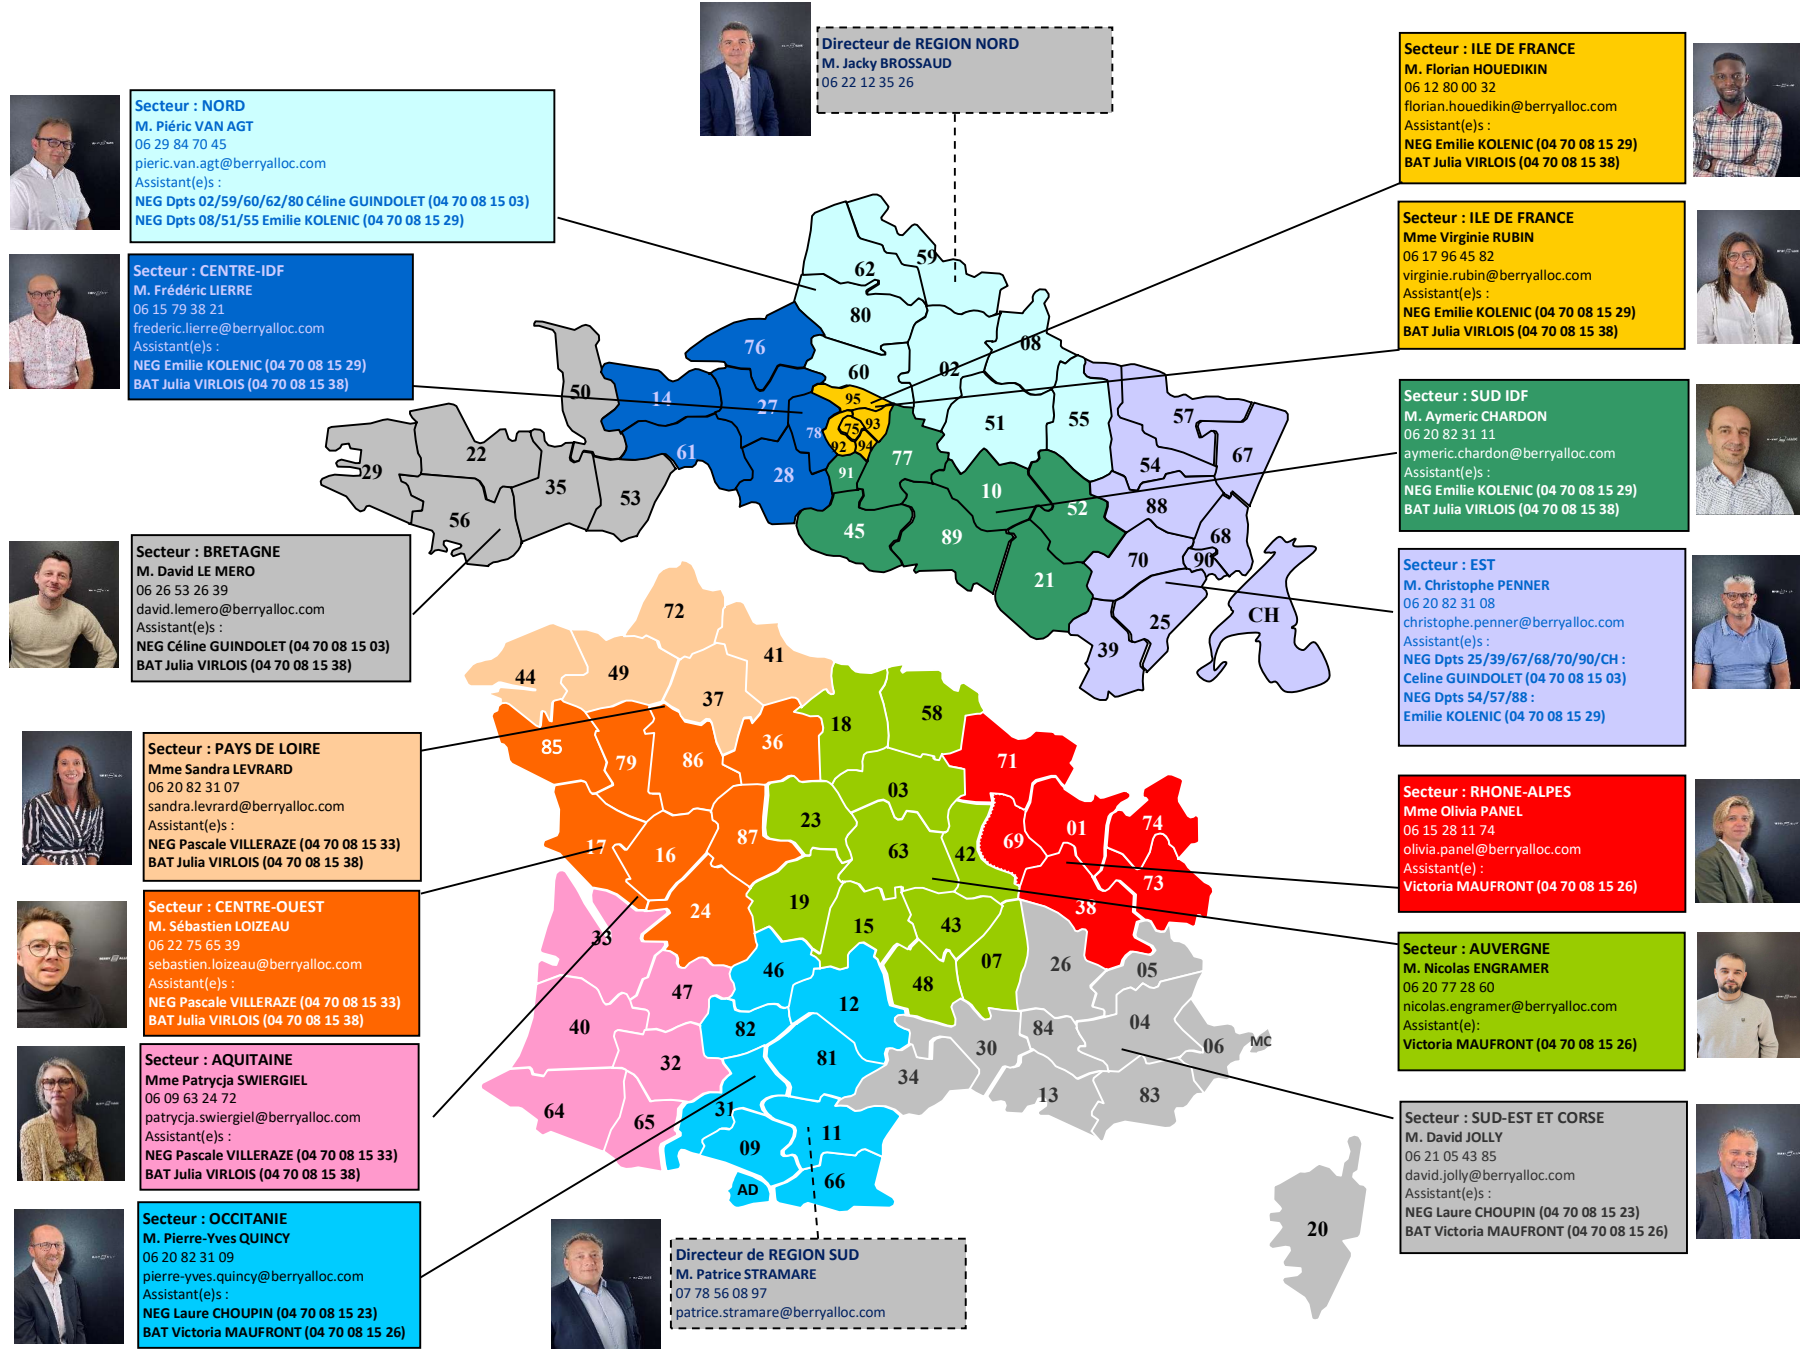 Directeur de REGION NORD
M. Jacky BROSSAUD
06 22 12 35 26
Secteur : ILE DE FRANCE
M. Florian HOUEDIKIN
06 12 80 00 32
florian.houedikin@berryalloc.com
Assistant(e)s :
NEG Emilie KOLENIC (04 70 08 15 29)
BAT Julia VIRLOIS (04 70 08 15 38)
Secteur : NORD
M. Piéric VAN AGT
06 29 84 70 45
pieric.van.agt@berryalloc.com
Assistant(e)s :
NEG Dpts 02/59/60/62/80 Céline GUINDOLET (04 70 08 15 03)
NEG Dpts 08/51/55 Emilie KOLENIC (04 70 08 15 29)
Secteur : ILE DE FRANCE
Mme Virginie RUBIN
06 17 96 45 82
virginie.rubin@berryalloc.com
Assistant(e)s :
NEG Emilie KOLENIC (04 70 08 15 29)
BAT Julia VIRLOIS (04 70 08 15 38)
Secteur : CENTRE-IDF
M. Frédéric LIERRE
06 15 79 38 21
frederic.lierre@berryalloc.com
Assistant(e)s :
NEG Emilie KOLENIC (04 70 08 15 29)
BAT Julia VIRLOIS (04 70 08 15 38)
Secteur : SUD IDF
M. Aymeric CHARDON
06 20 82 31 11
aymeric.chardon@berryalloc.com
Assistant(e)s :
NEG Emilie KOLENIC (04 70 08 15 29)
BAT Julia VIRLOIS (04 70 08 15 38)
Secteur : BRETAGNE
M. David LE MERO
06 26 53 26 39
david.lemero@berryalloc.com
Assistant(e)s :
NEG Céline GUINDOLET (04 70 08 15 03)
BAT Julia VIRLOIS (04 70 08 15 38)
Secteur : EST
M. Christophe PENNER
06 20 82 31 08
christophe.penner@berryalloc.com
Assistant(e)s :
NEG Dpts 25/39/67/68/70/90/CH :
Celine GUINDOLET (04 70 08 15 03)
NEG Dpts 54/57/88 :
Emilie KOLENIC (04 70 08 15 29)
Secteur : PAYS DE LOIRE
Mme Sandra LEVRARD
06 20 82 31 07
sandra.levrard@berryalloc.com
Assistant(e)s :
NEG Pascale VILLERAZE (04 70 08 15 33)
BAT Julia VIRLOIS (04 70 08 15 38)
Secteur : RHONE-ALPES
Mme Olivia PANEL
06 15 28 11 74
olivia.panel@berryalloc.com
Assistant(e) :
Victoria MAUFRONT (04 70 08 15 26)
Secteur : CENTRE-OUEST
M. Sébastien LOIZEAU
06 22 75 65 39
sebastien.loizeau@berryalloc.com
Assistant(e)s :
NEG Pascale VILLERAZE (04 70 08 15 33)
BAT Julia VIRLOIS (04 70 08 15 38)
Secteur : AUVERGNE
M. Nicolas ENGRAMER
06 20 77 28 60
nicolas.engramer@berryalloc.com
Assistant(e):
Victoria MAUFRONT (04 70 08 15 26)
Secteur : AQUITAINE
Mme Patrycja SWIERGIEL
06 09 63 24 72
patrycja.swiergiel@berryalloc.com
Assistant(e)s :
NEG Pascale VILLERAZE (04 70 08 15 33)
BAT Julia VIRLOIS (04 70 08 15 38)
Secteur : SUD-EST ET CORSE
M. David JOLLY
06 21 05 43 85
david.jolly@berryalloc.com
Assistant(e)s :
NEG Laure CHOUPIN (04 70 08 15 23)
BAT Victoria MAUFRONT (04 70 08 15 26)
Secteur : OCCITANIE
M. Pierre-Yves QUINCY
06 20 82 31 09
pierre-yves.quincy@berryalloc.com
Assistant(e)s :
NEG Laure CHOUPIN (04 70 08 15 23)
BAT Victoria MAUFRONT (04 70 08 15 26)
Directeur de REGION SUD
M. Patrice STRAMARE
07 78 56 08 97
patrice.stramare@berryalloc.com
59
62
80
08
76
02
60
50
14
27
95
57
51
55
78
75
93
92
94
61
22
29
77
54
67
28
91
35
53
10
88
52
56
45
89
68
70
90
21
72
CH
25
39
41
44
49
37
58
18
85
36
79
86
71
03
23
74
01
87
69
17
16
63
42
73
19
24
38
15
43
33
46
07
26
05
48
47
12
40
82
84
04
30
06
MC
32
81
34
13
83
64
31
65
11
09
66
AD
20